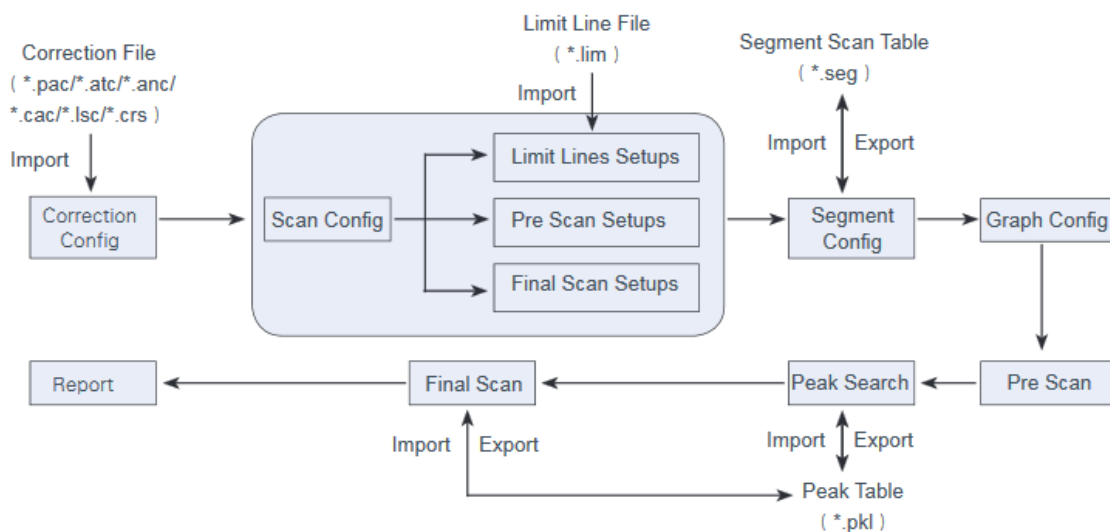 Correction File
( *.pac/*.atc/*.anc/
*.cac/*.lsc/*.crs )
Import
Limit Line File
( *.lim )
Import
Segment Scan Table
( *.seg )
Import Export
Correction
Config
Scan Config
Limit Lines Setups
Pre Scan Setups
Final Scan Setups
Segment
Config
Graph Config
Report
Final Scan
Peak Search
Pre Scan
Import Export
Import Export
Peak Table
( *.pkl )